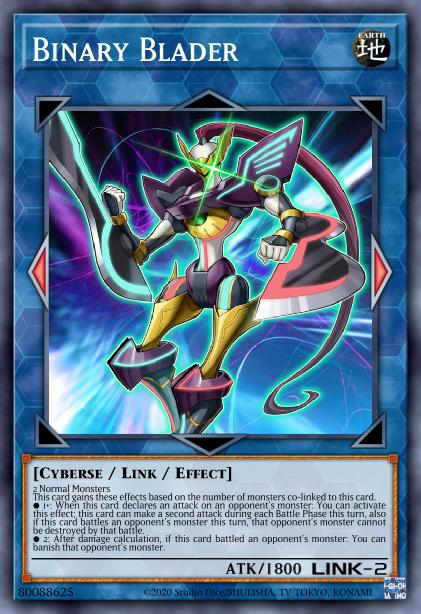 Binary Blader
EARTH
地
[Cyberse / Link / Effect]
2 Normal Monsters
This card gains these effects based on the number of monsters co-linked to this card.
● 1+: When this card declares an attack on an opponent's monster: You can activate
this effect; this card can make a second attack during each Battle Phase this turn, also
if this card battles an opponent's monster this turn, that opponent's monster cannot
be destroyed by that battle.
● 2: After damage calculation, if this card battled an opponent's monster: You can
banish that opponent's monster.
ATK/1800 LINK-2
80088625 ©2020 Studio Dice/SHUEISHA, TV TOKYO, KONAMI